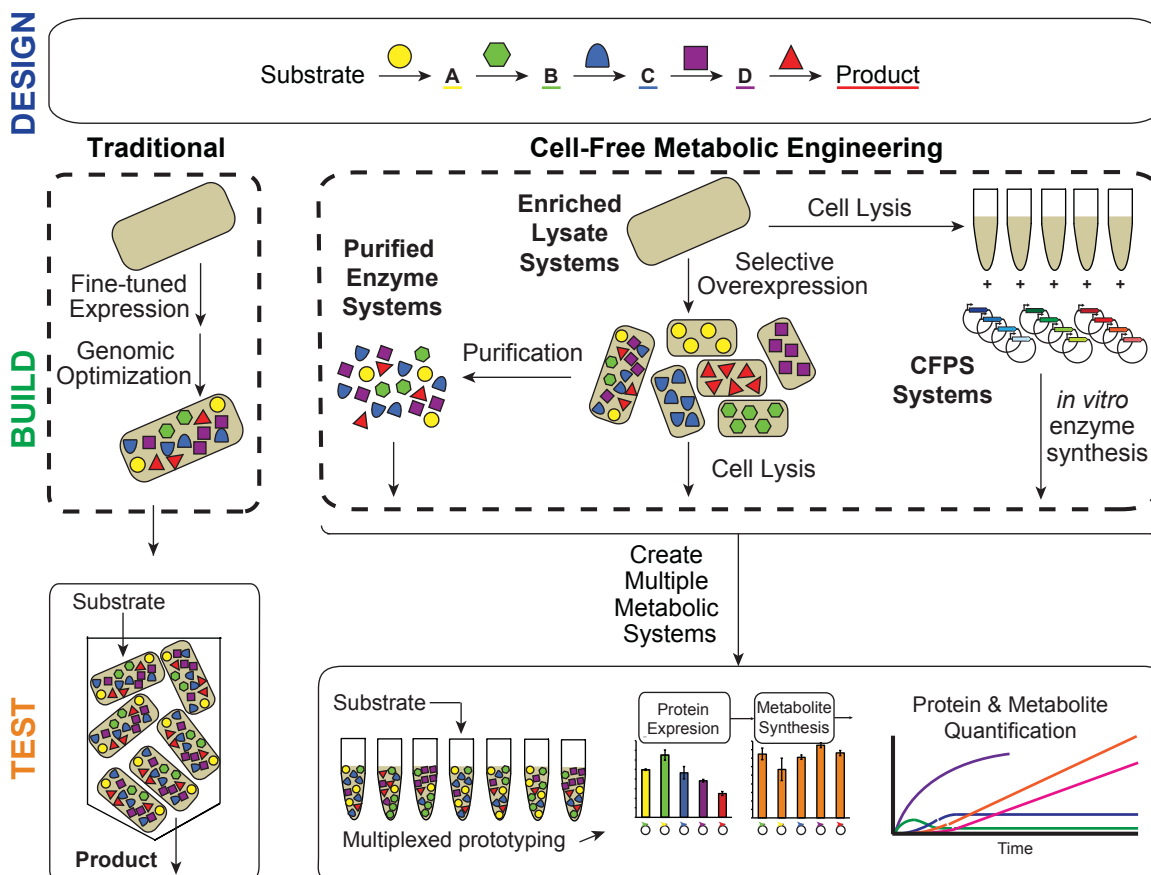 DESIGN
Substrate A B C D Product
Traditional
Cell-Free Metabolic Engineering
BUILD
Fine-tuned
Expression
Genomic
Optimization
Purified
Enzyme
Systems
Enriched
Lysate
Systems
Cell Lysis
Selective
Overexpression
Purification
Cell Lysis
+ + + + +
CFPS
Systems
in vitro
enzyme
synthesis
Create
Multiple
Metabolic
Systems
TEST
Substrate
Product
Substrate
Multiplexed prototyping
Protein
Expresion
Metabolite
Synthesis
Protein & Metabolite
Quantification
Time